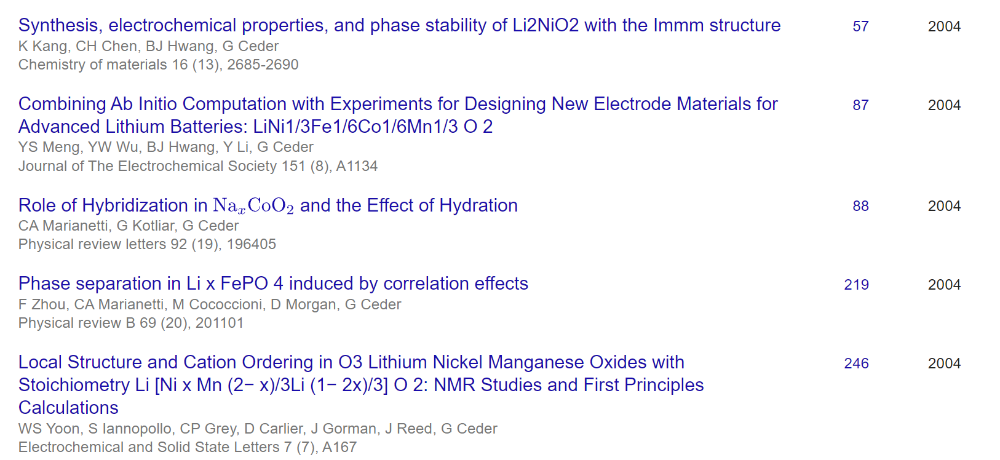 Synthesis, electrochemical properties, and phase stability of Li2NiO2 with the Immm structure 57 2004
K Kang, CH Chen, BJ Hwang, G Ceder
Chemistry of materials 16 (13), 2685-2690
Combining Ab Initio Computation with Experiments for Designing New Electrode Materials for 87 2004
Advanced Lithium Batteries: LiNi1/3Fe1/6Co1/6Mn1/3 O 2
YS Meng, YW Wu, BJ Hwang, Y Li, G Ceder
Journal of The Electrochemical Society 151 (8), A1134
Role of Hybridization in NaₓCoO₂ and the Effect of Hydration 88 2004
CA Marianetti, G Kotliar, G Ceder
Physical review letters 92 (19), 196405
Phase separation in Li x FePO 4 induced by correlation effects 219 2004
F Zhou, CA Marianetti, M Cococcioni, D Morgan, G Ceder
Physical review B 69 (20), 201101
Local Structure and Cation Ordering in O3 Lithium Nickel Manganese Oxides with 246 2004
Stoichiometry Li [Ni x Mn (2− x)/3Li (1− 2x)/3] O 2: NMR Studies and First Principles
Calculations
WS Yoon, S Iannopollo, CP Grey, D Carlier, J Gorman, J Reed, G Ceder
Electrochemical and Solid State Letters 7 (7), A167